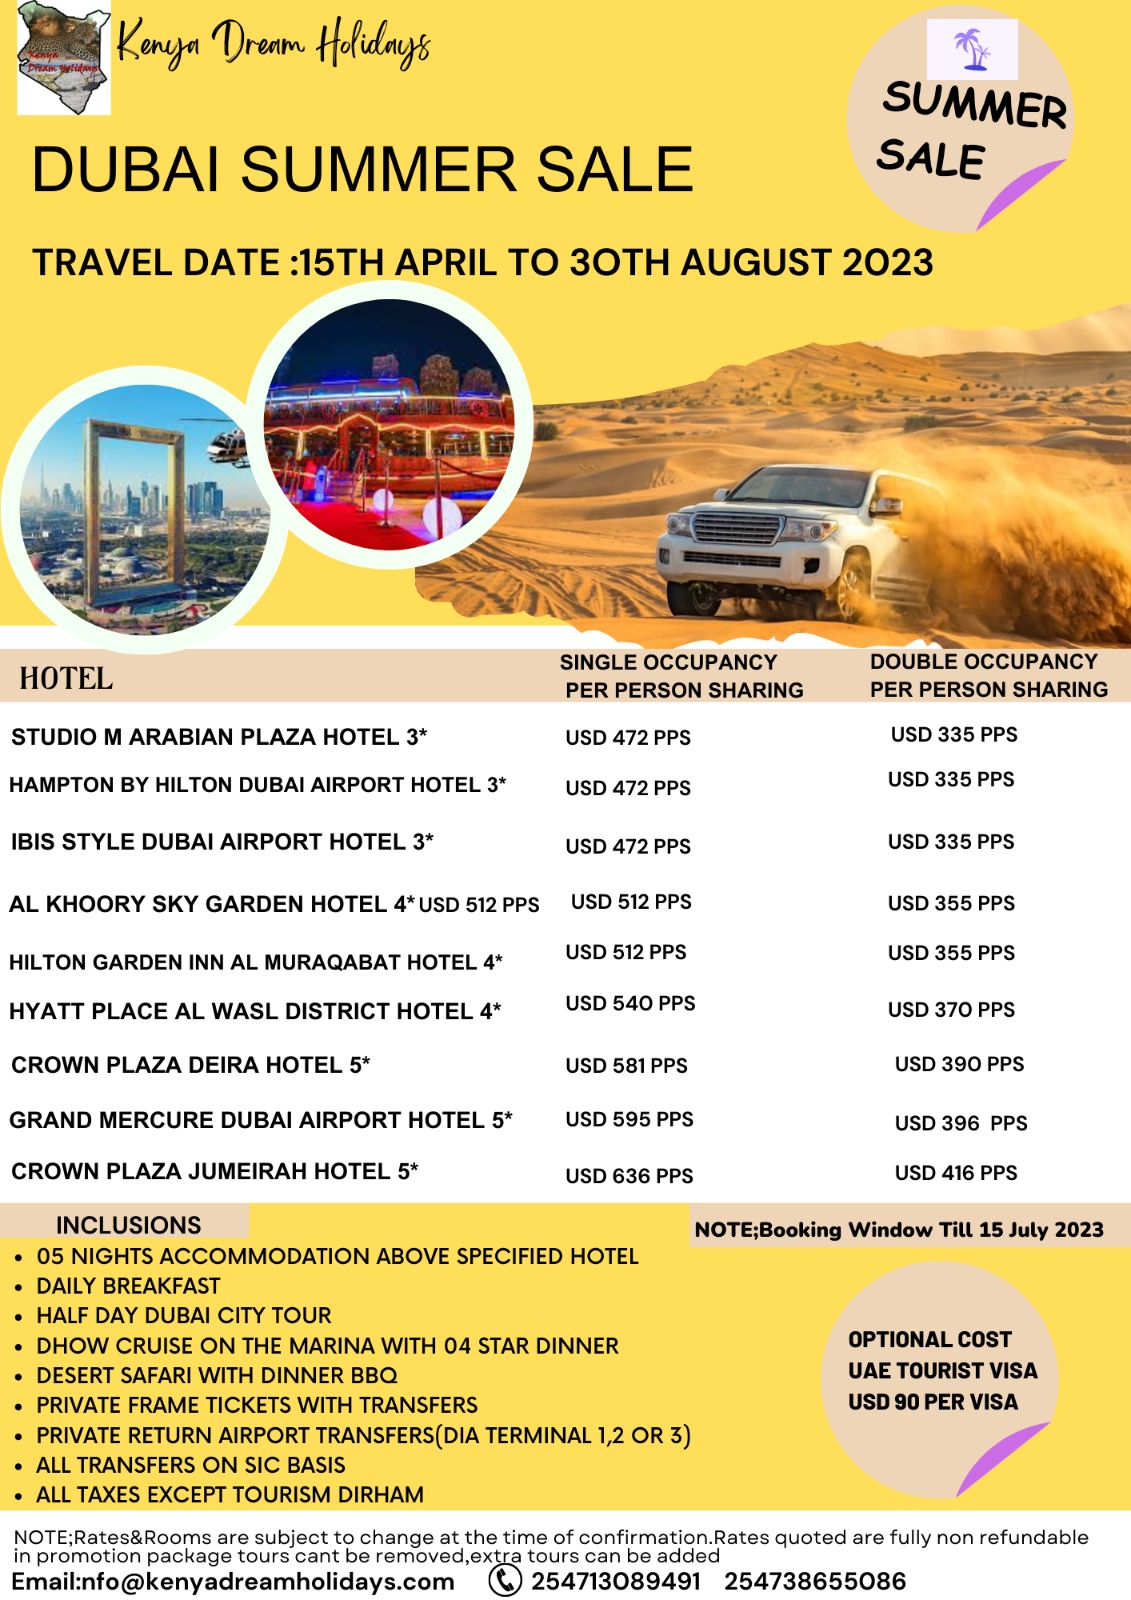 Kenya
Dream Holidays
Kenya Dream Holidays
SUMMER
SALE
DUBAI SUMMER SALE
TRAVEL DATE :15TH APRIL TO 30TH AUGUST 2023
HOTEL
SINGLE OCCUPANCY
PER PERSON SHARING
DOUBLE OCCUPANCY
PER PERSON SHARING
STUDIO M ARABIAN PLAZA HOTEL 3* USD 472 PPS USD 335 PPS
HAMPTON BY HILTON DUBAI AIRPORT HOTEL 3* USD 472 PPS USD 335 PPS
IBIS STYLE DUBAI AIRPORT HOTEL 3* USD 472 PPS USD 335 PPS
AL KHOORY SKY GARDEN HOTEL 4* USD 512 PPS USD 512 PPS USD 355 PPS
HILTON GARDEN INN AL MURAQABAT HOTEL 4* USD 512 PPS USD 355 PPS
HYATT PLACE AL WASL DISTRICT HOTEL 4* USD 540 PPS USD 370 PPS
CROWN PLAZA DEIRA HOTEL 5* USD 581 PPS USD 390 PPS
GRAND MERCURE DUBAI AIRPORT HOTEL 5* USD 595 PPS USD 396 PPS
CROWN PLAZA JUMEIRAH HOTEL 5* USD 636 PPS USD 416 PPS
INCLUSIONS
NOTE;Booking Window Till 15 July 2023
• 05 NIGHTS ACCOMMODATION ABOVE SPECIFIED HOTEL
• DAILY BREAKFAST
• HALF DAY DUBAI CITY TOUR
• DHOW CRUISE ON THE MARINA WITH 04 STAR DINNER
• DESERT SAFARI WITH DINNER BBQ
• PRIVATE FRAME TICKETS WITH TRANSFERS
• PRIVATE RETURN AIRPORT TRANSFERS(DIA TERMINAL 1,2 OR 3)
• ALL TRANSFERS ON SIC BASIS
• ALL TAXES EXCEPT TOURISM DIRHAM
OPTIONAL COST
UAE TOURIST VISA
USD 90 PER VISA
NOTE;Rates&Rooms are subject to change at the time of confirmation.Rates quoted are fully non refundable
in promotion package tours cant be removed,extra tours can be added
Email:nfo@kenyadreamholidays.com 254713089491 254738655086